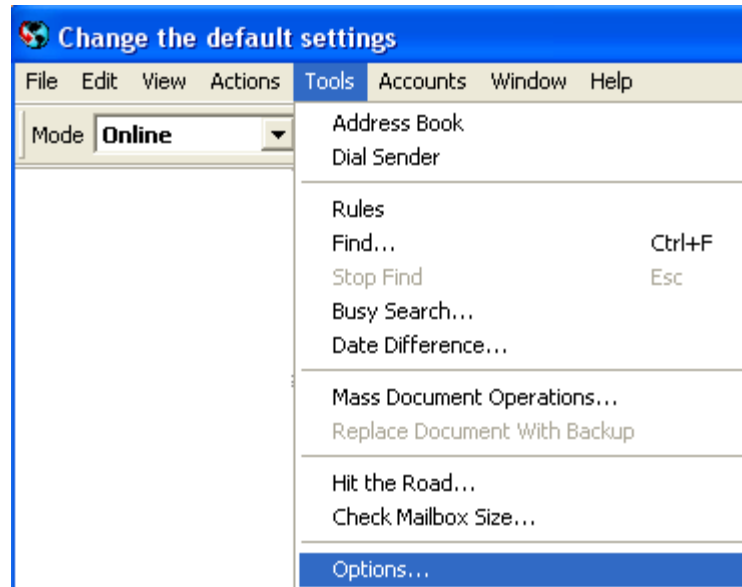 Change the default settings
File Edit View Actions Tools Accounts Window Help
Mode Online
Address Book
Dial Sender
Rules
Find... Ctrl+F
Stop Find Esc
Busy Search...
Date Difference...
Mass Document Operations...
Replace Document With Backup
Hit the Road...
Check Mailbox Size...
Options...